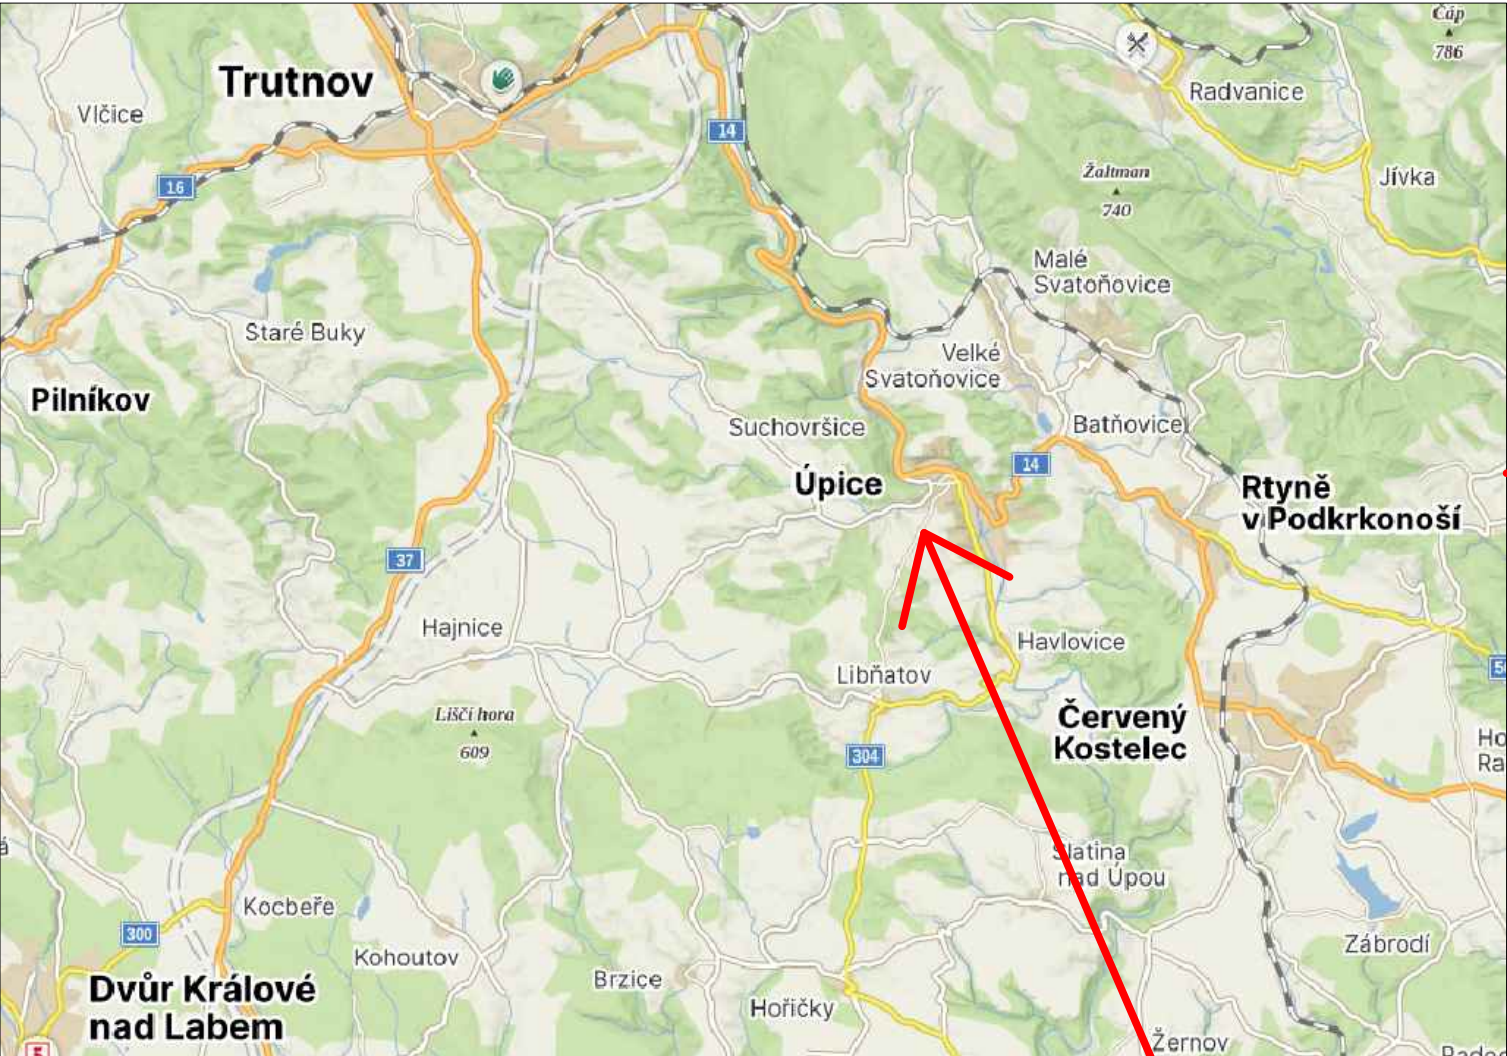 Čáp
786
Trutnov
Radvanice
Vlčice
14
Žaltman
740
Jívka
16
Malé
Svatoňovice
Staré Buky
Velké
Svatoňovice
Pilníkov
Suchovršice
Batňovice
14
Úpice
Rtyně
v Podkrkonoší
37
Hajnice
Havlovice
Libňatov
Liščí hora
609
Červený
Kostelec
304
Slatina
nad Úpou
Kocbeře
300
Kohoutov
Zábrodí
Brzice
Dvůr Králové
nad Labem
Hořičky
Žernov